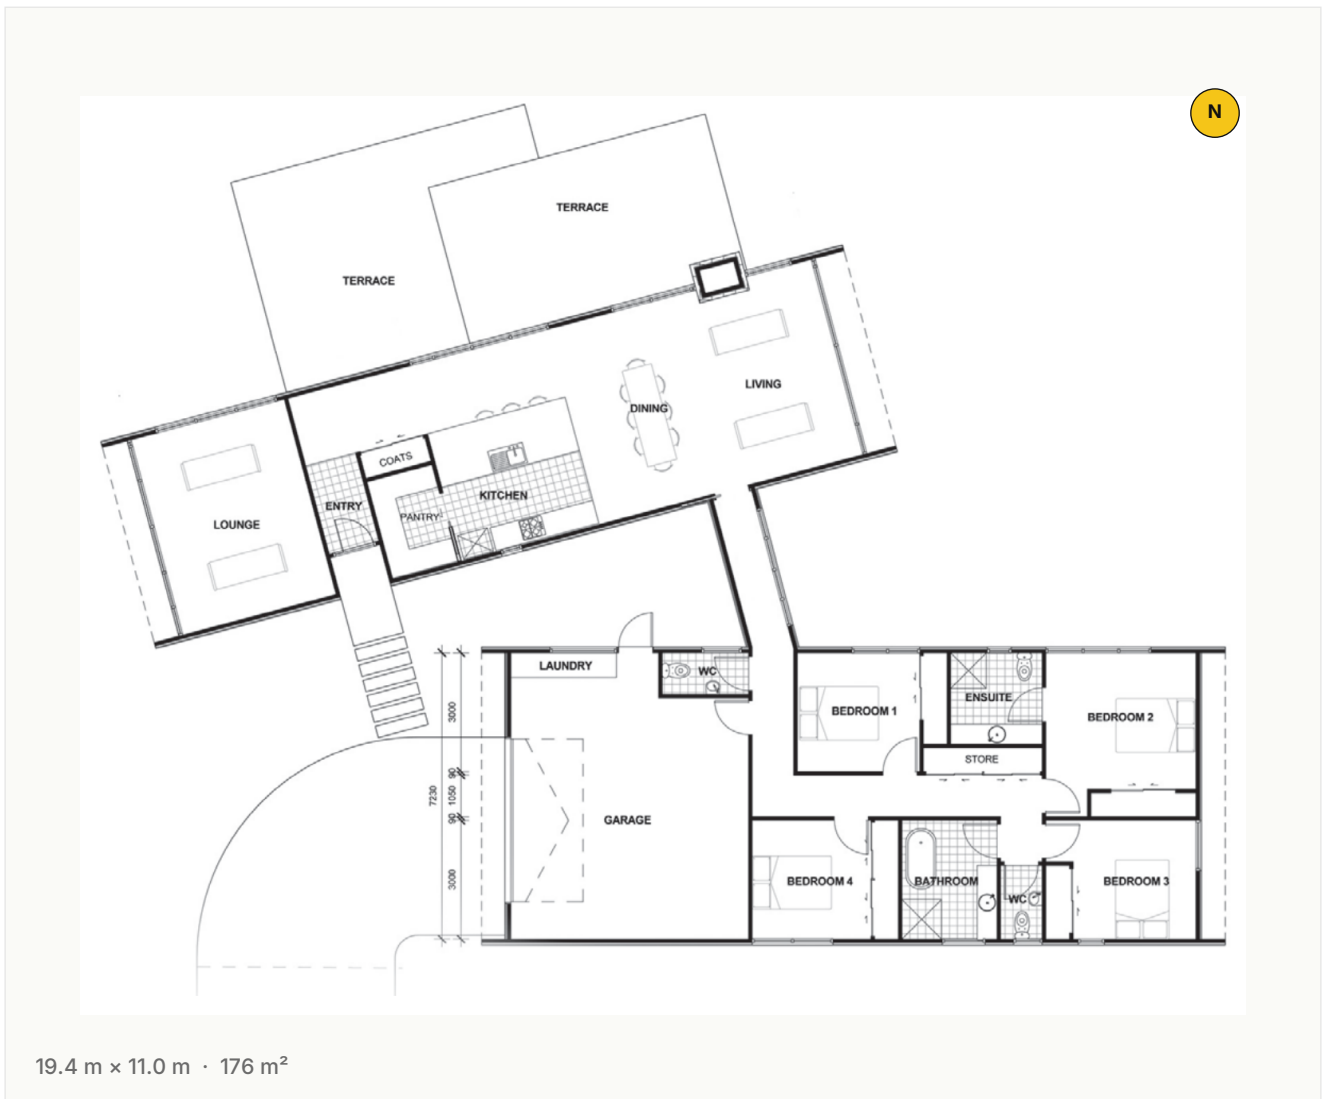 N
TERRACE
TERRACE
LIVING
DINING
COATS
KITCHEN
ENTRY
PANTRY
LOUNGE
LAUNDRY
WC
ENSUITE
BEDROOM 1
BEDROOM 2
3000
STORE
90
7230
1050
90
GARAGE
3000
BEDROOM 4
BATHROOM
BEDROOM 3
WC
19.4 m × 11.0 m · 176 m²